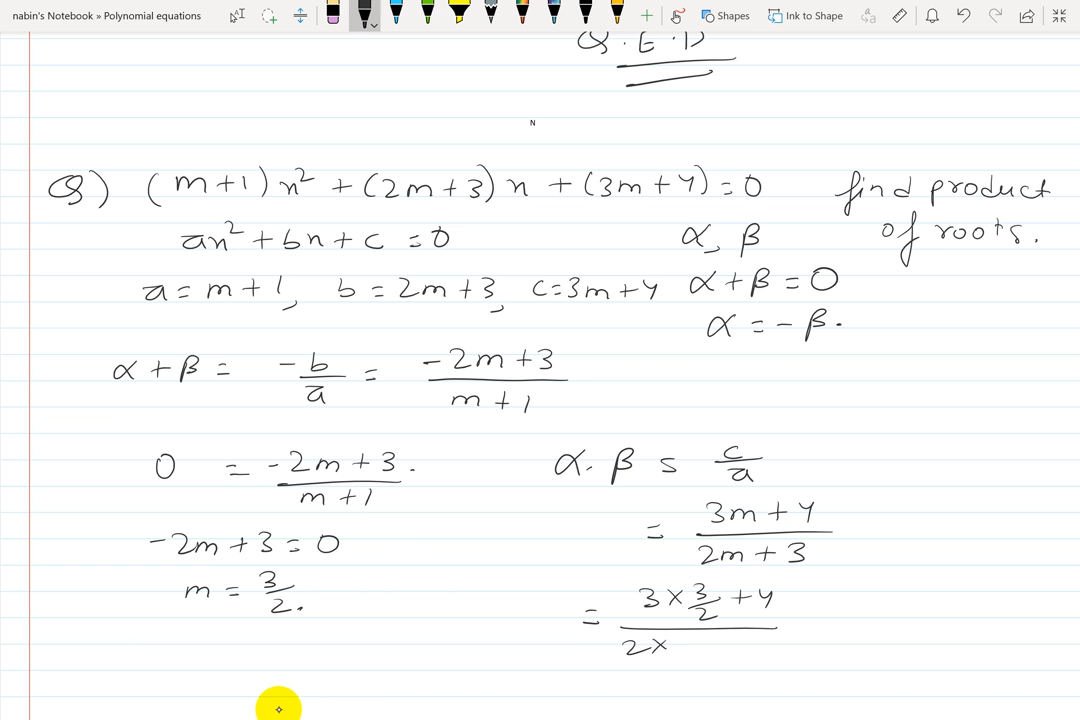 nabin's Notebook » Polynomial equations
Shapes
Ink to Shape
Q.E.D
N
Q) (m+1)x² + (2m+3)x + (3m+4) = 0 find product of roots.
ax² + bx + c = 0 α, β
a = m+1, b = 2m+3, c = 3m+4 α + β = 0
α = - β.
α + β = -b/a = -2m+3/m+1
0 = -2m+3/m+1 .
α. β = c/a
= 3m+4/2m+3
-2m+3 = 0
m = 3/2.
= 3×3/2+4/2×